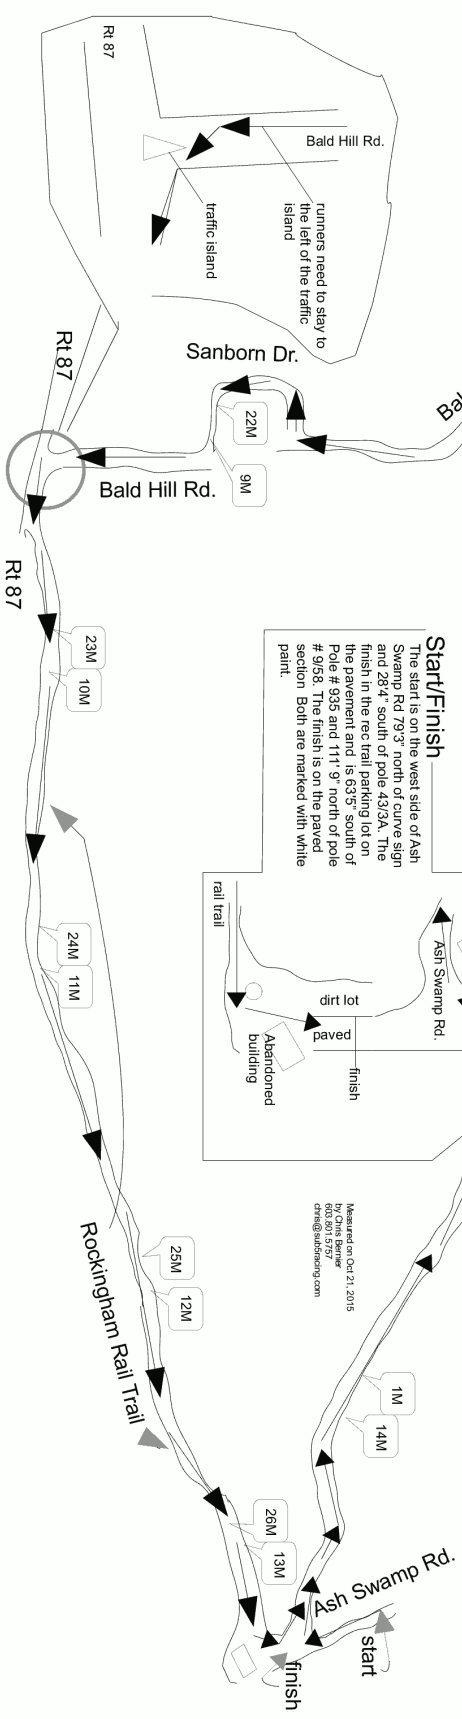 Rt 87
Bald Hill Rd.
runners need to stay to
the left of the traffic
island
traffic island
Sanborn Dr.
Rt 87
22M
9M
Bald Hill Rd.
Rt 87
23M
10M
Start/Finish
The start is on the west side of Ash
Swamp Rd 79'3" north of curve sign
and 28'4" south of pole 43/3A. The
finish in the rec trail parking lot on
the pavement and is 63'5" south of
Pole # 935 and 111' 9" north of pole
# 9/58. The finish is on the paved
section Both are marked with white
paint.
24M
11M
rail trail
Ash Swamp Rd.
dirt lot
paved
finish
Abandoned
building
Measured on Oct 21, 2015
by Chris Bernier
603.801.5757
chris@sub5racing.com
Rockingham Rail Trail
25M
12M
1M
14M
26M
13M
Ash Swamp Rd.
start
finish